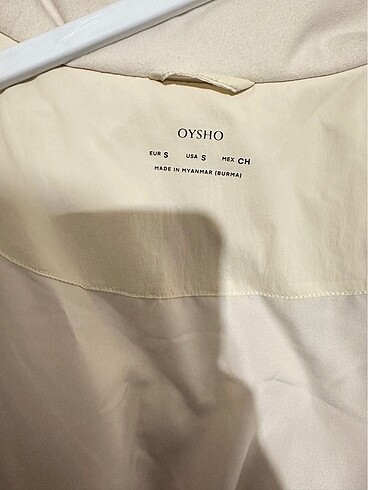 OYSHO
EUR S USA S MEX CH
MADE IN MYANMAR (BURMA)